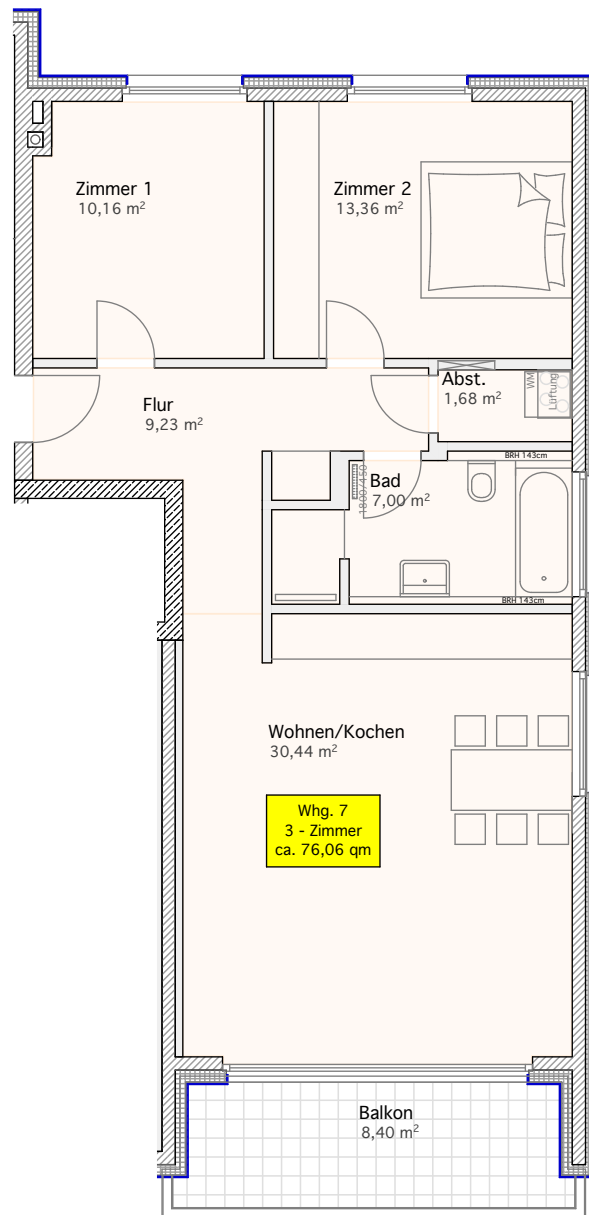 Zimmer 1
10,16 m²
Zimmer 2
13,36 m²
Flur
9,23 m²
Abst.
1,68 m²
WM
Lüftung
BRH 143cm
Bad
7,00 m²
1800/450
BRH 143cm
Wohnen/Kochen
30,44 m²
Whg. 7
3 - Zimmer
ca. 76,06 qm
Balkon
8,40 m²